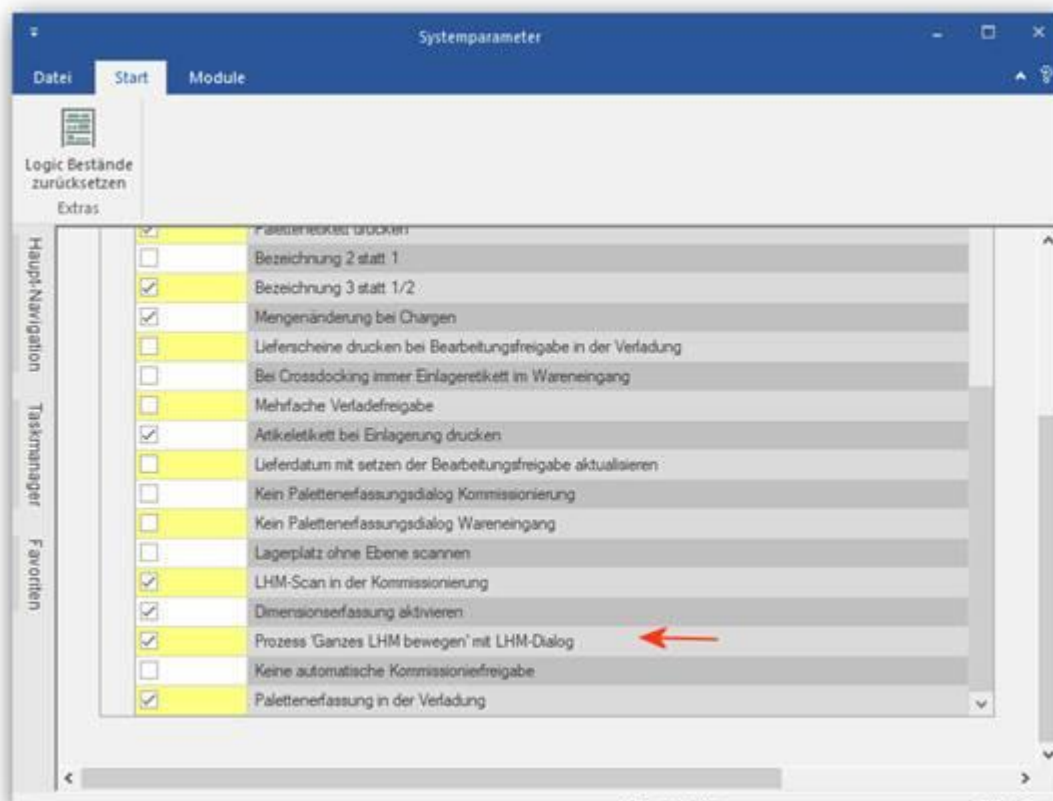 Systemparameter
Datei Start Module
Logic Bestände
zurücksetzen
Extras
Haupt-Navigation
Taskmanager
Favoriten
Palettenetikett drucken
Bezeichnung 2 statt 1
Bezeichnung 3 statt 1/2
Mengenänderung bei Chargen
Lieferscheine drucken bei Bearbeitungsfreigabe in der Verladung
Bei Crossdocking immer Einlageretikett im Wareneingang
Mehrfache Verladefreigabe
Artikeletikett bei Einlagerung drucken
Lieferdatum mit setzen der Bearbeitungsfreigabe aktualisieren
Kein Palettenerfassungsdialog Kommissionierung
Kein Palettenerfassungsdialog Wareneingang
Lagerplatz ohne Ebene scannen
LHM-Scan in der Kommissionierung
Dimensionserfassung aktivieren
Prozess 'Ganzes LHM bewegen' mit LHM-Dialog
Keine automatische Kommissionierfreigabe
Palettenerfassung in der Verladung